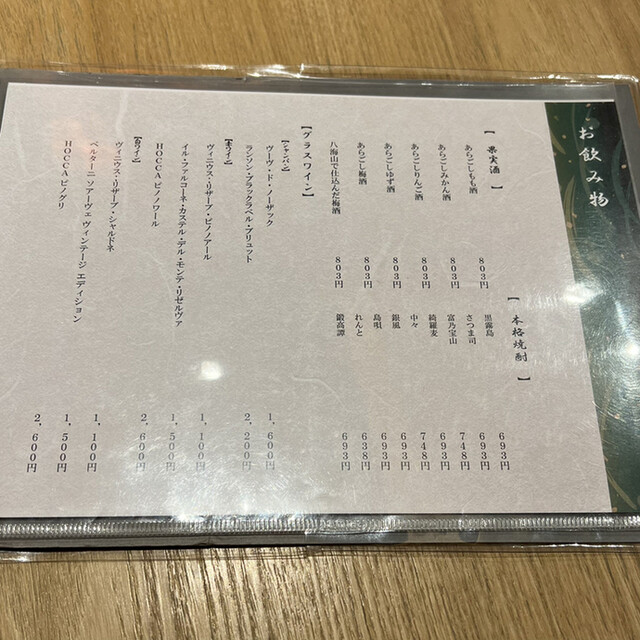 お飲み物
【 果実酒 】
あらごしもも酒 803円
あらごしみかん酒 803円
あらごしりんご酒 803円
あらごしゆず酒 803円
あらごし梅酒 803円
八海山で仕込んだ梅酒 803円
【 本格焼酎 】
黒霧島 693円
さつま司 693円
富乃宝山 748円
綺羅麦 693円
中々 748円
銀風 693円
島唄 693円
れんと 638円
鍛高譚 693円
【グラスワイン】
【シャンパン】
ヴーヴ・ド・ノーザック 1,600円
ランソン・ブラックラベル・ブリュット 2,200円
【赤ワイン】
ヴィニウス・リザーブ・ピノノアール 1,100円
イル・ファルコーネ・カステル・デル・モンテ・リゼルヴァ 1,500円
HOCCAピノノワール 2,600円
【白ワイン】
ヴィニウス・リザーブ・シャルドネ 1,100円
ベルターニ ソアーヴェ ヴィンテージ エディション 1,500円
HOCCAピノグリ 2,600円